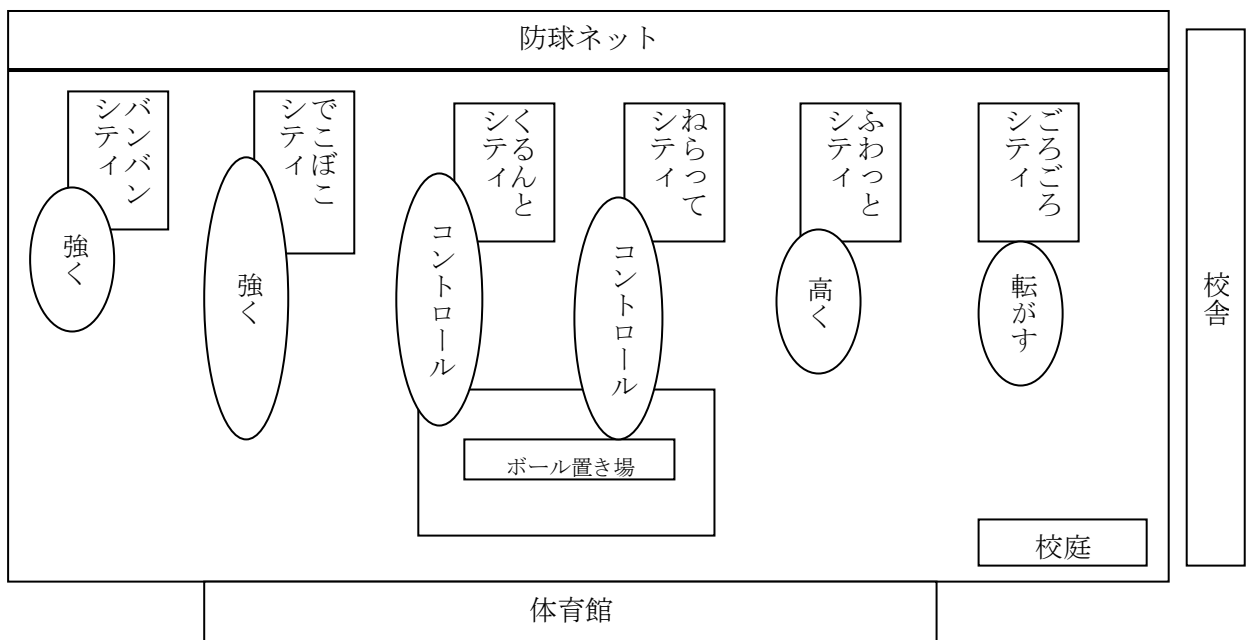 防球ネット
バンバン
シティ
でこぼこ
シティ
くるんと
シティ
ねらって
シティ
ふわっと
シティ
ごろごろ
シティ
強く
強く
コントロール
コントロール
高く
転がす
校舎
ボール置き場
校庭
体育館